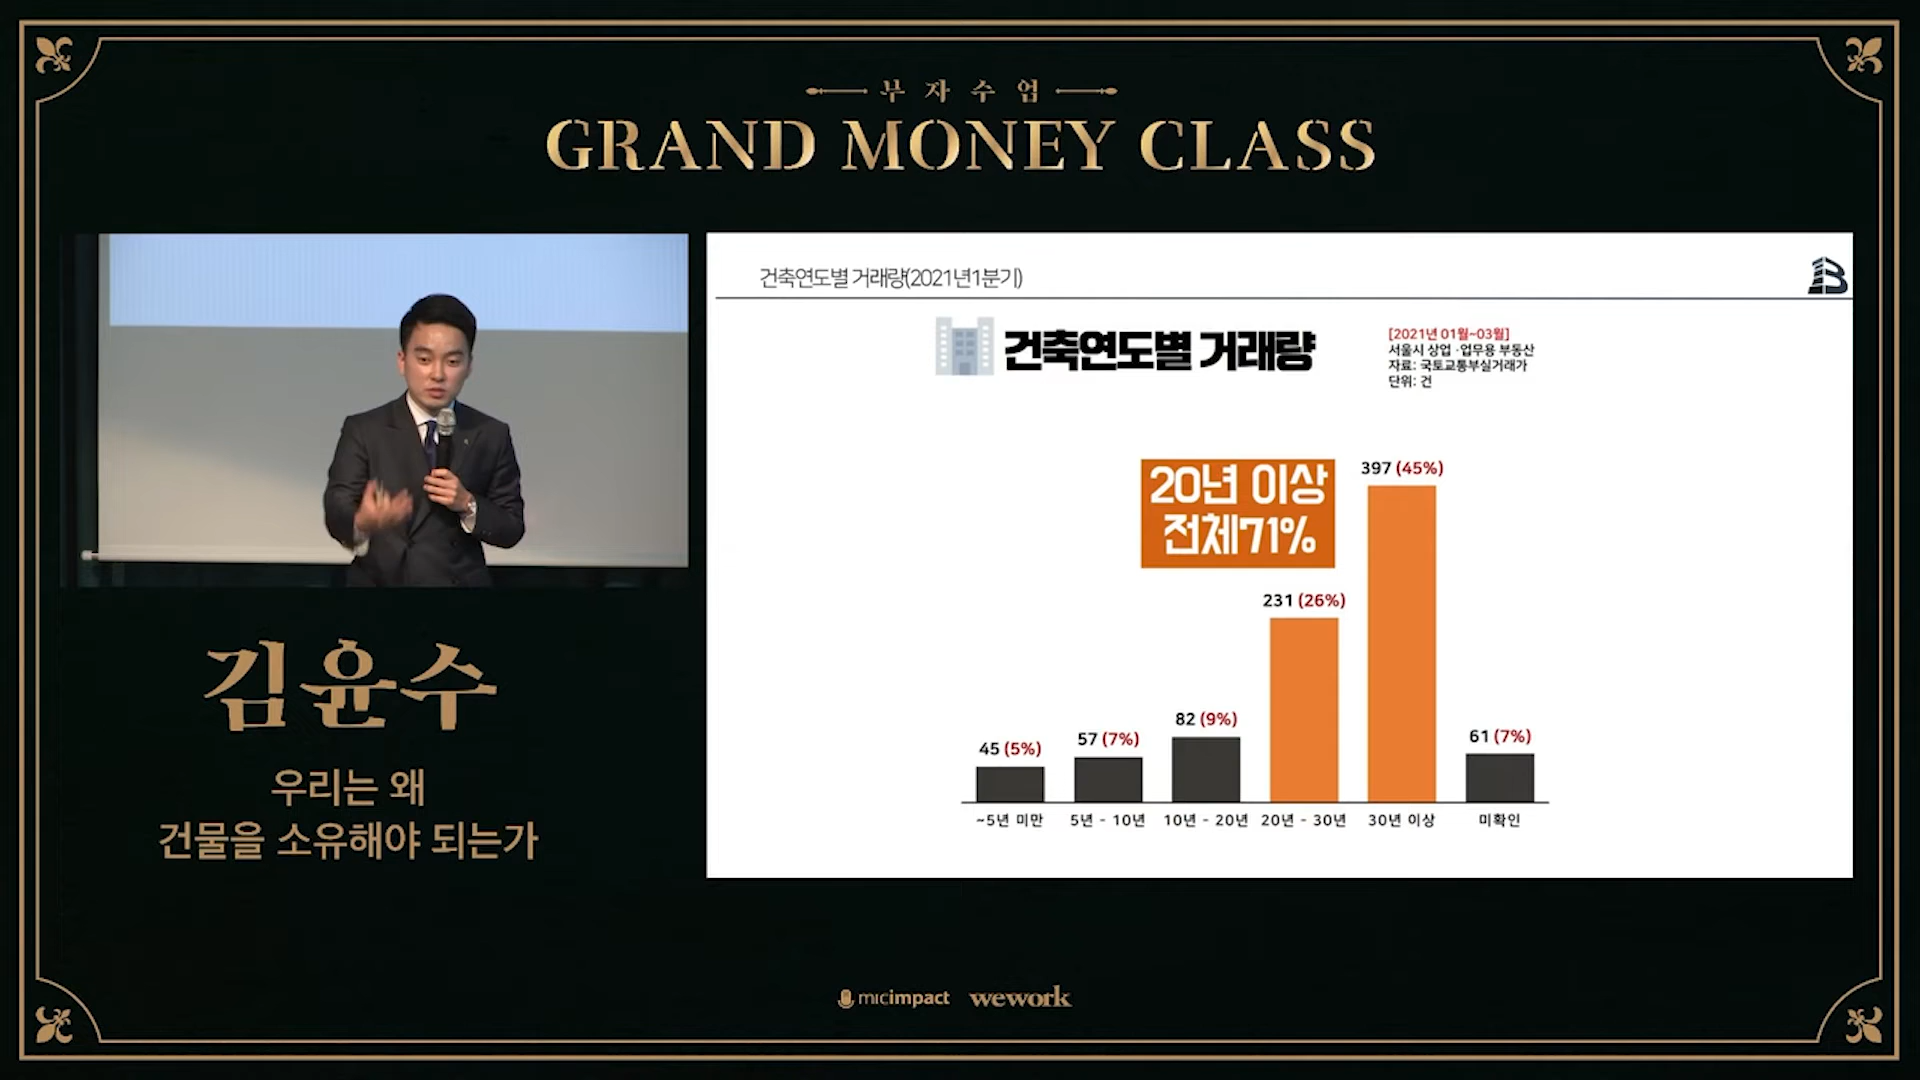 부자수업
GRAND MONEY CLASS
건축연도별 거래량(2021년1분기)
건축연도별 거래량
[2021년 01월~03월]
서울시 상업·업무용 부동산
자료: 국토교통부실거래가
단위: 건
20년 이상
전체71%
397 (45%)
231 (26%)
82 (9%)
61 (7%)
57 (7%)
45 (5%)
~5년 미만
5년 - 10년
10년 - 20년
20년 - 30년
30년 이상
미확인
김윤수
우리는 왜
건물을 소유해야 되는가
micimpact
wework